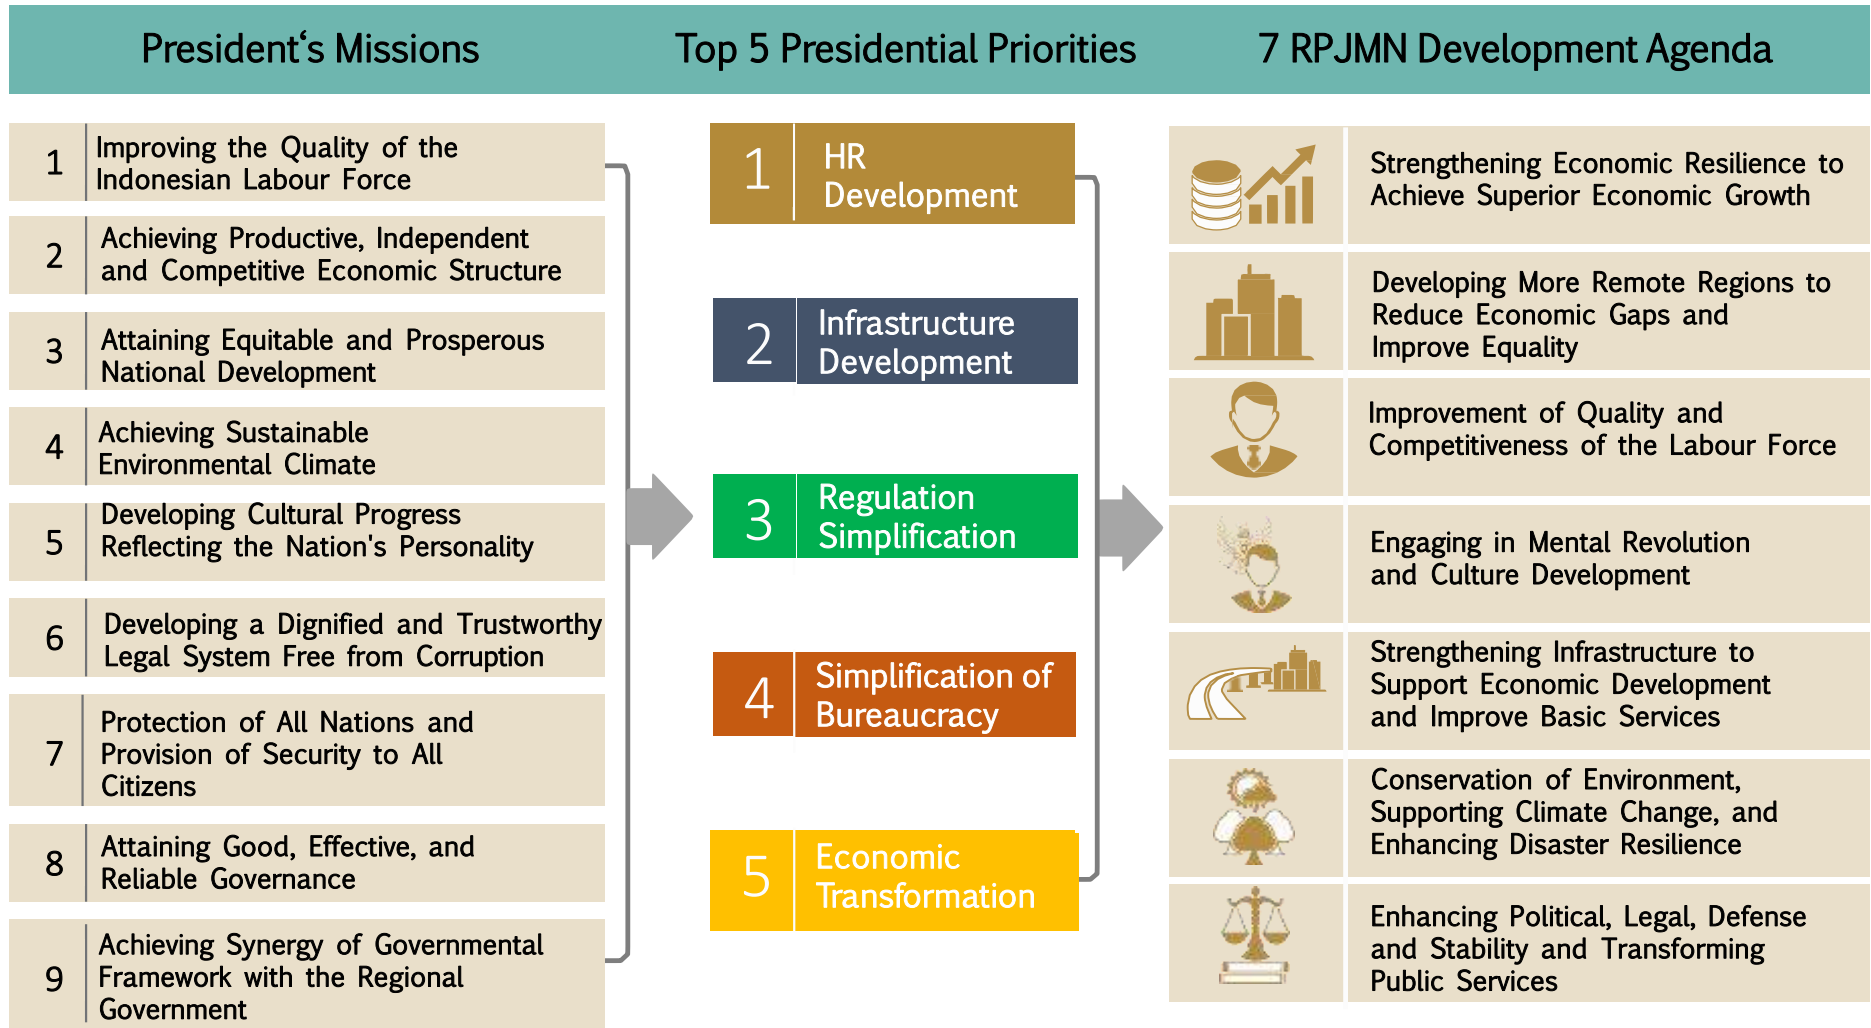 President‘s Missions
Top 5 Presidential Priorities
7 RPJMN Development Agenda
1
Improving the Quality of the
Indonesian Labour Force
2
Achieving Productive, Independent
and Competitive Economic Structure
3
Attaining Equitable and Prosperous
National Development
4
Achieving Sustainable
Environmental Climate
5
Developing Cultural Progress
Reflecting the Nation's Personality
6
Developing a Dignified and Trustworthy
Legal System Free from Corruption
7
Protection of All Nations and
Provision of Security to All
Citizens
8
Attaining Good, Effective, and
Reliable Governance
9
Achieving Synergy of Governmental
Framework with the Regional
Government
1
HR
Development
2
Infrastructure
Development
3
Regulation
Simplification
4
Simplification of
Bureaucracy
5
Economic
Transformation
Strengthening Economic Resilience to
Achieve Superior Economic Growth
Developing More Remote Regions to
Reduce Economic Gaps and
Improve Equality
Improvement of Quality and
Competitiveness of the Labour Force
Engaging in Mental Revolution
and Culture Development
Strengthening Infrastructure to
Support Economic Development
and Improve Basic Services
Conservation of Environment,
Supporting Climate Change, and
Enhancing Disaster Resilience
Enhancing Political, Legal, Defense
and Stability and Transforming
Public Services